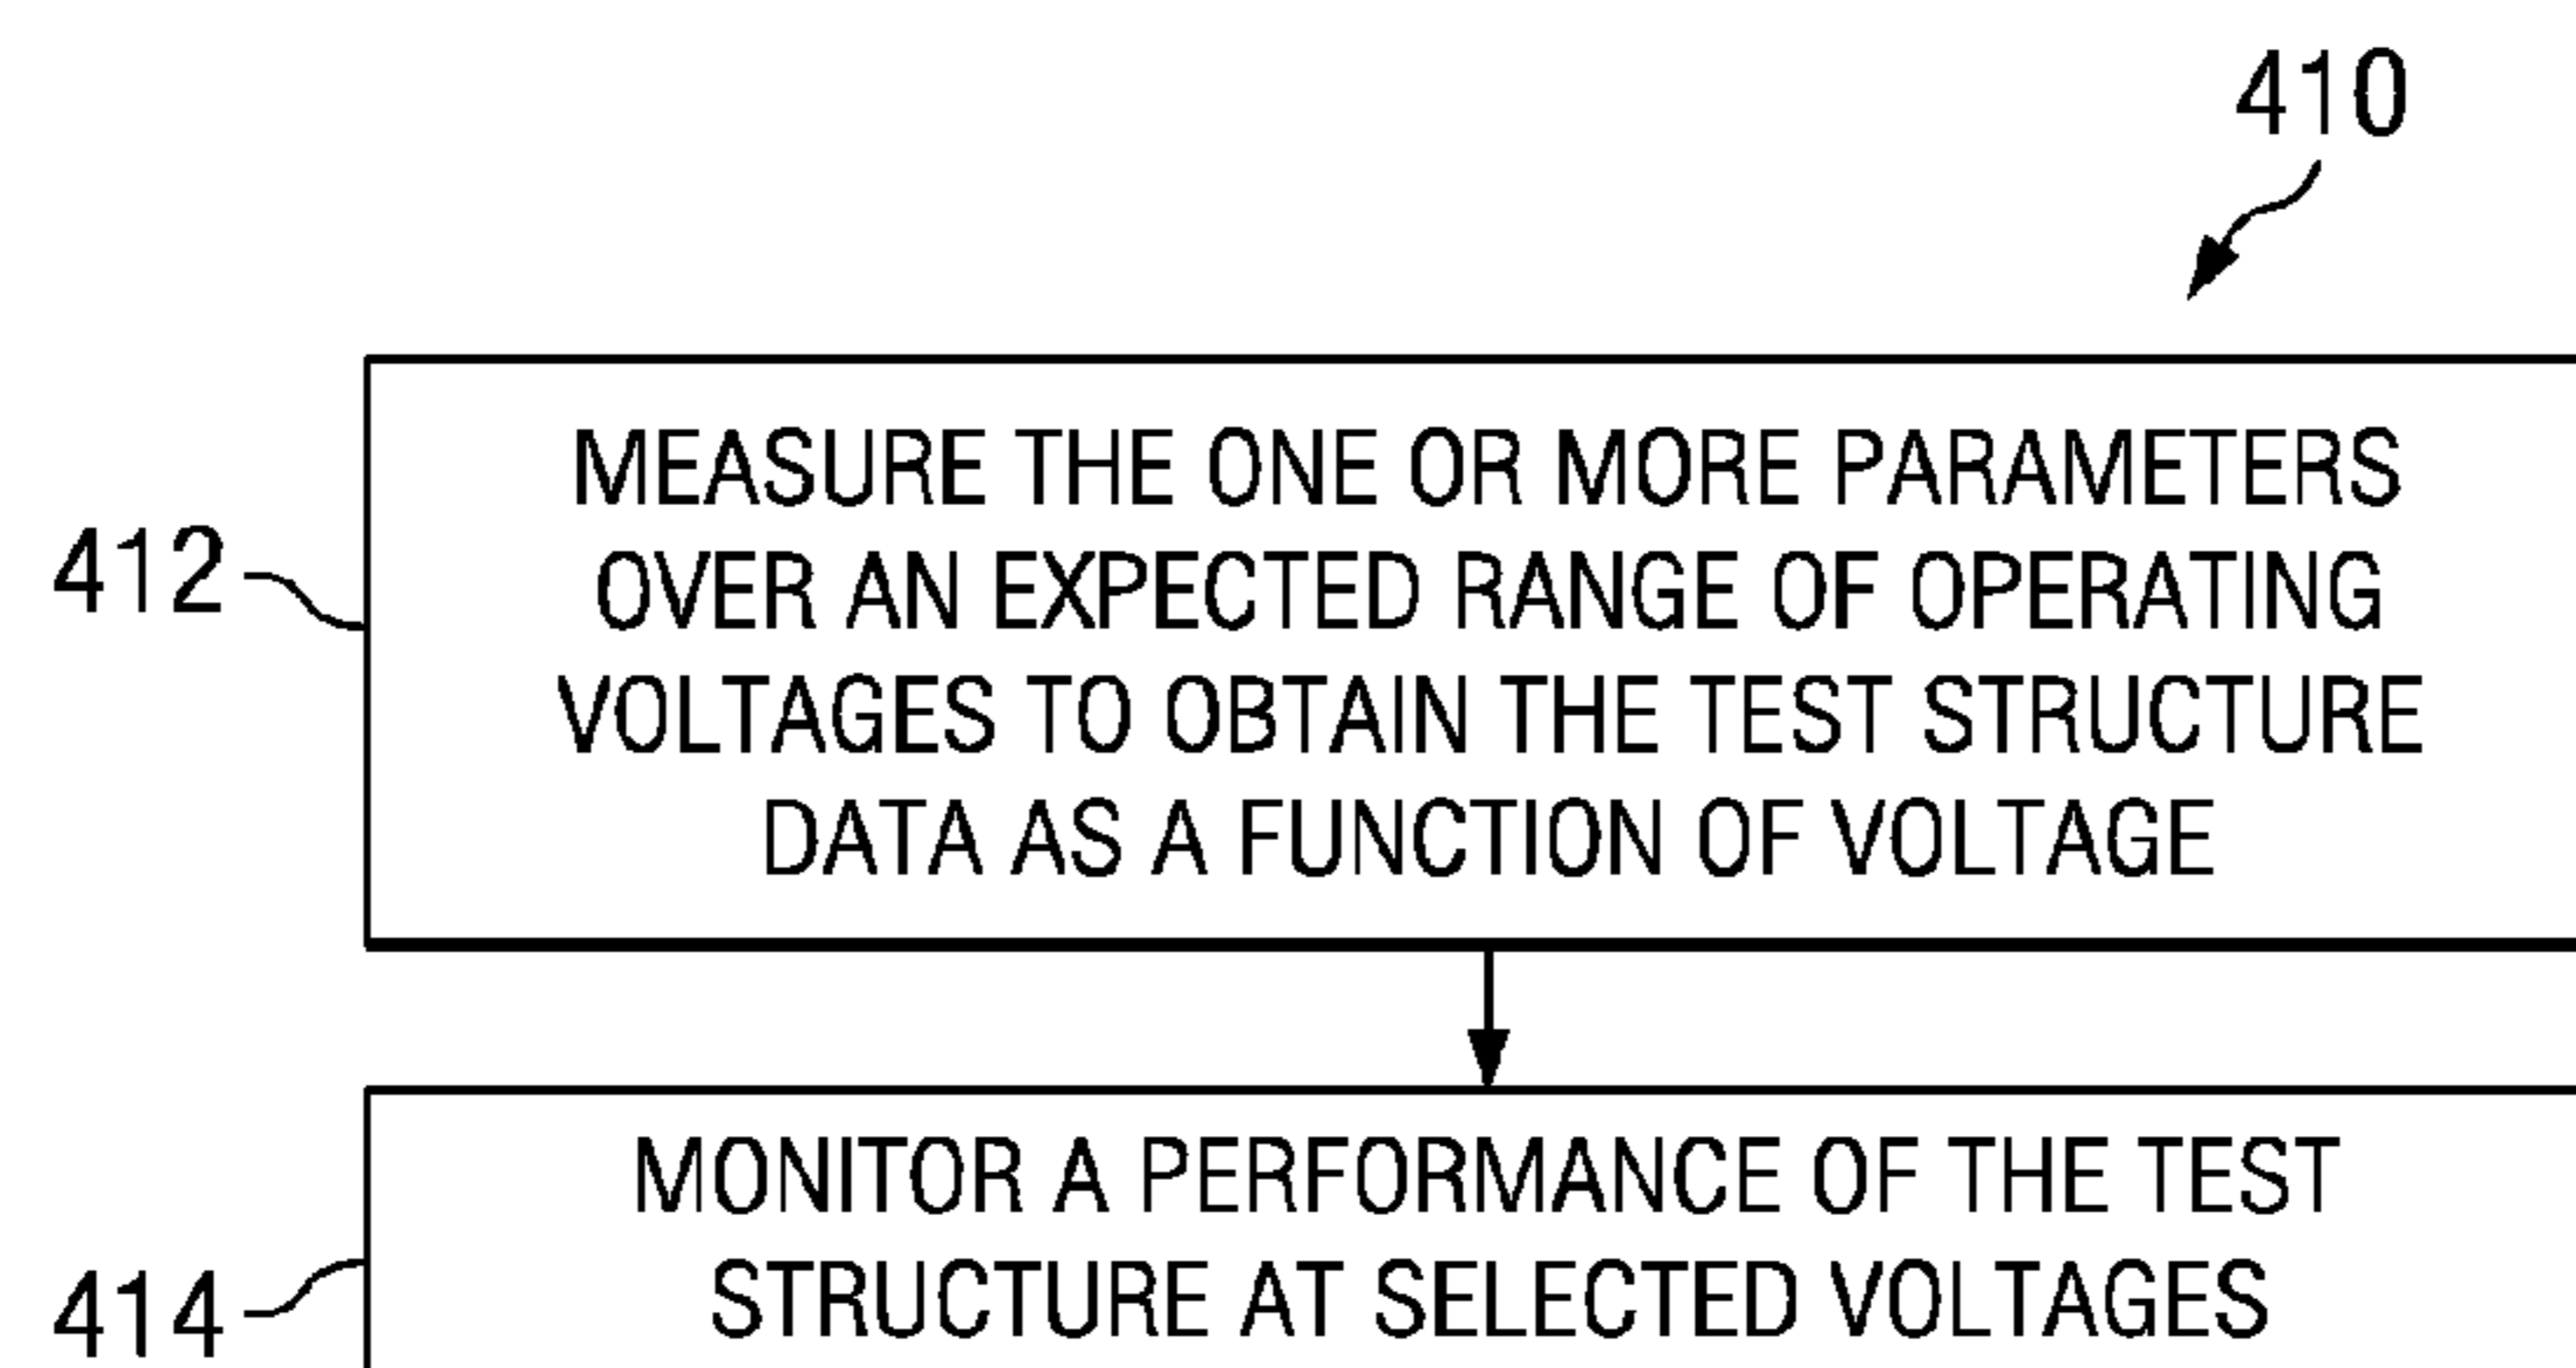 410
412
MEASURE THE ONE OR MORE PARAMETERS
OVER AN EXPECTED RANGE OF OPERATING
VOLTAGES TO OBTAIN THE TEST STRUCTURE
DATA AS A FUNCTION OF VOLTAGE
414
MONITOR A PERFORMANCE OF THE TEST
STRUCTURE AT SELECTED VOLTAGES